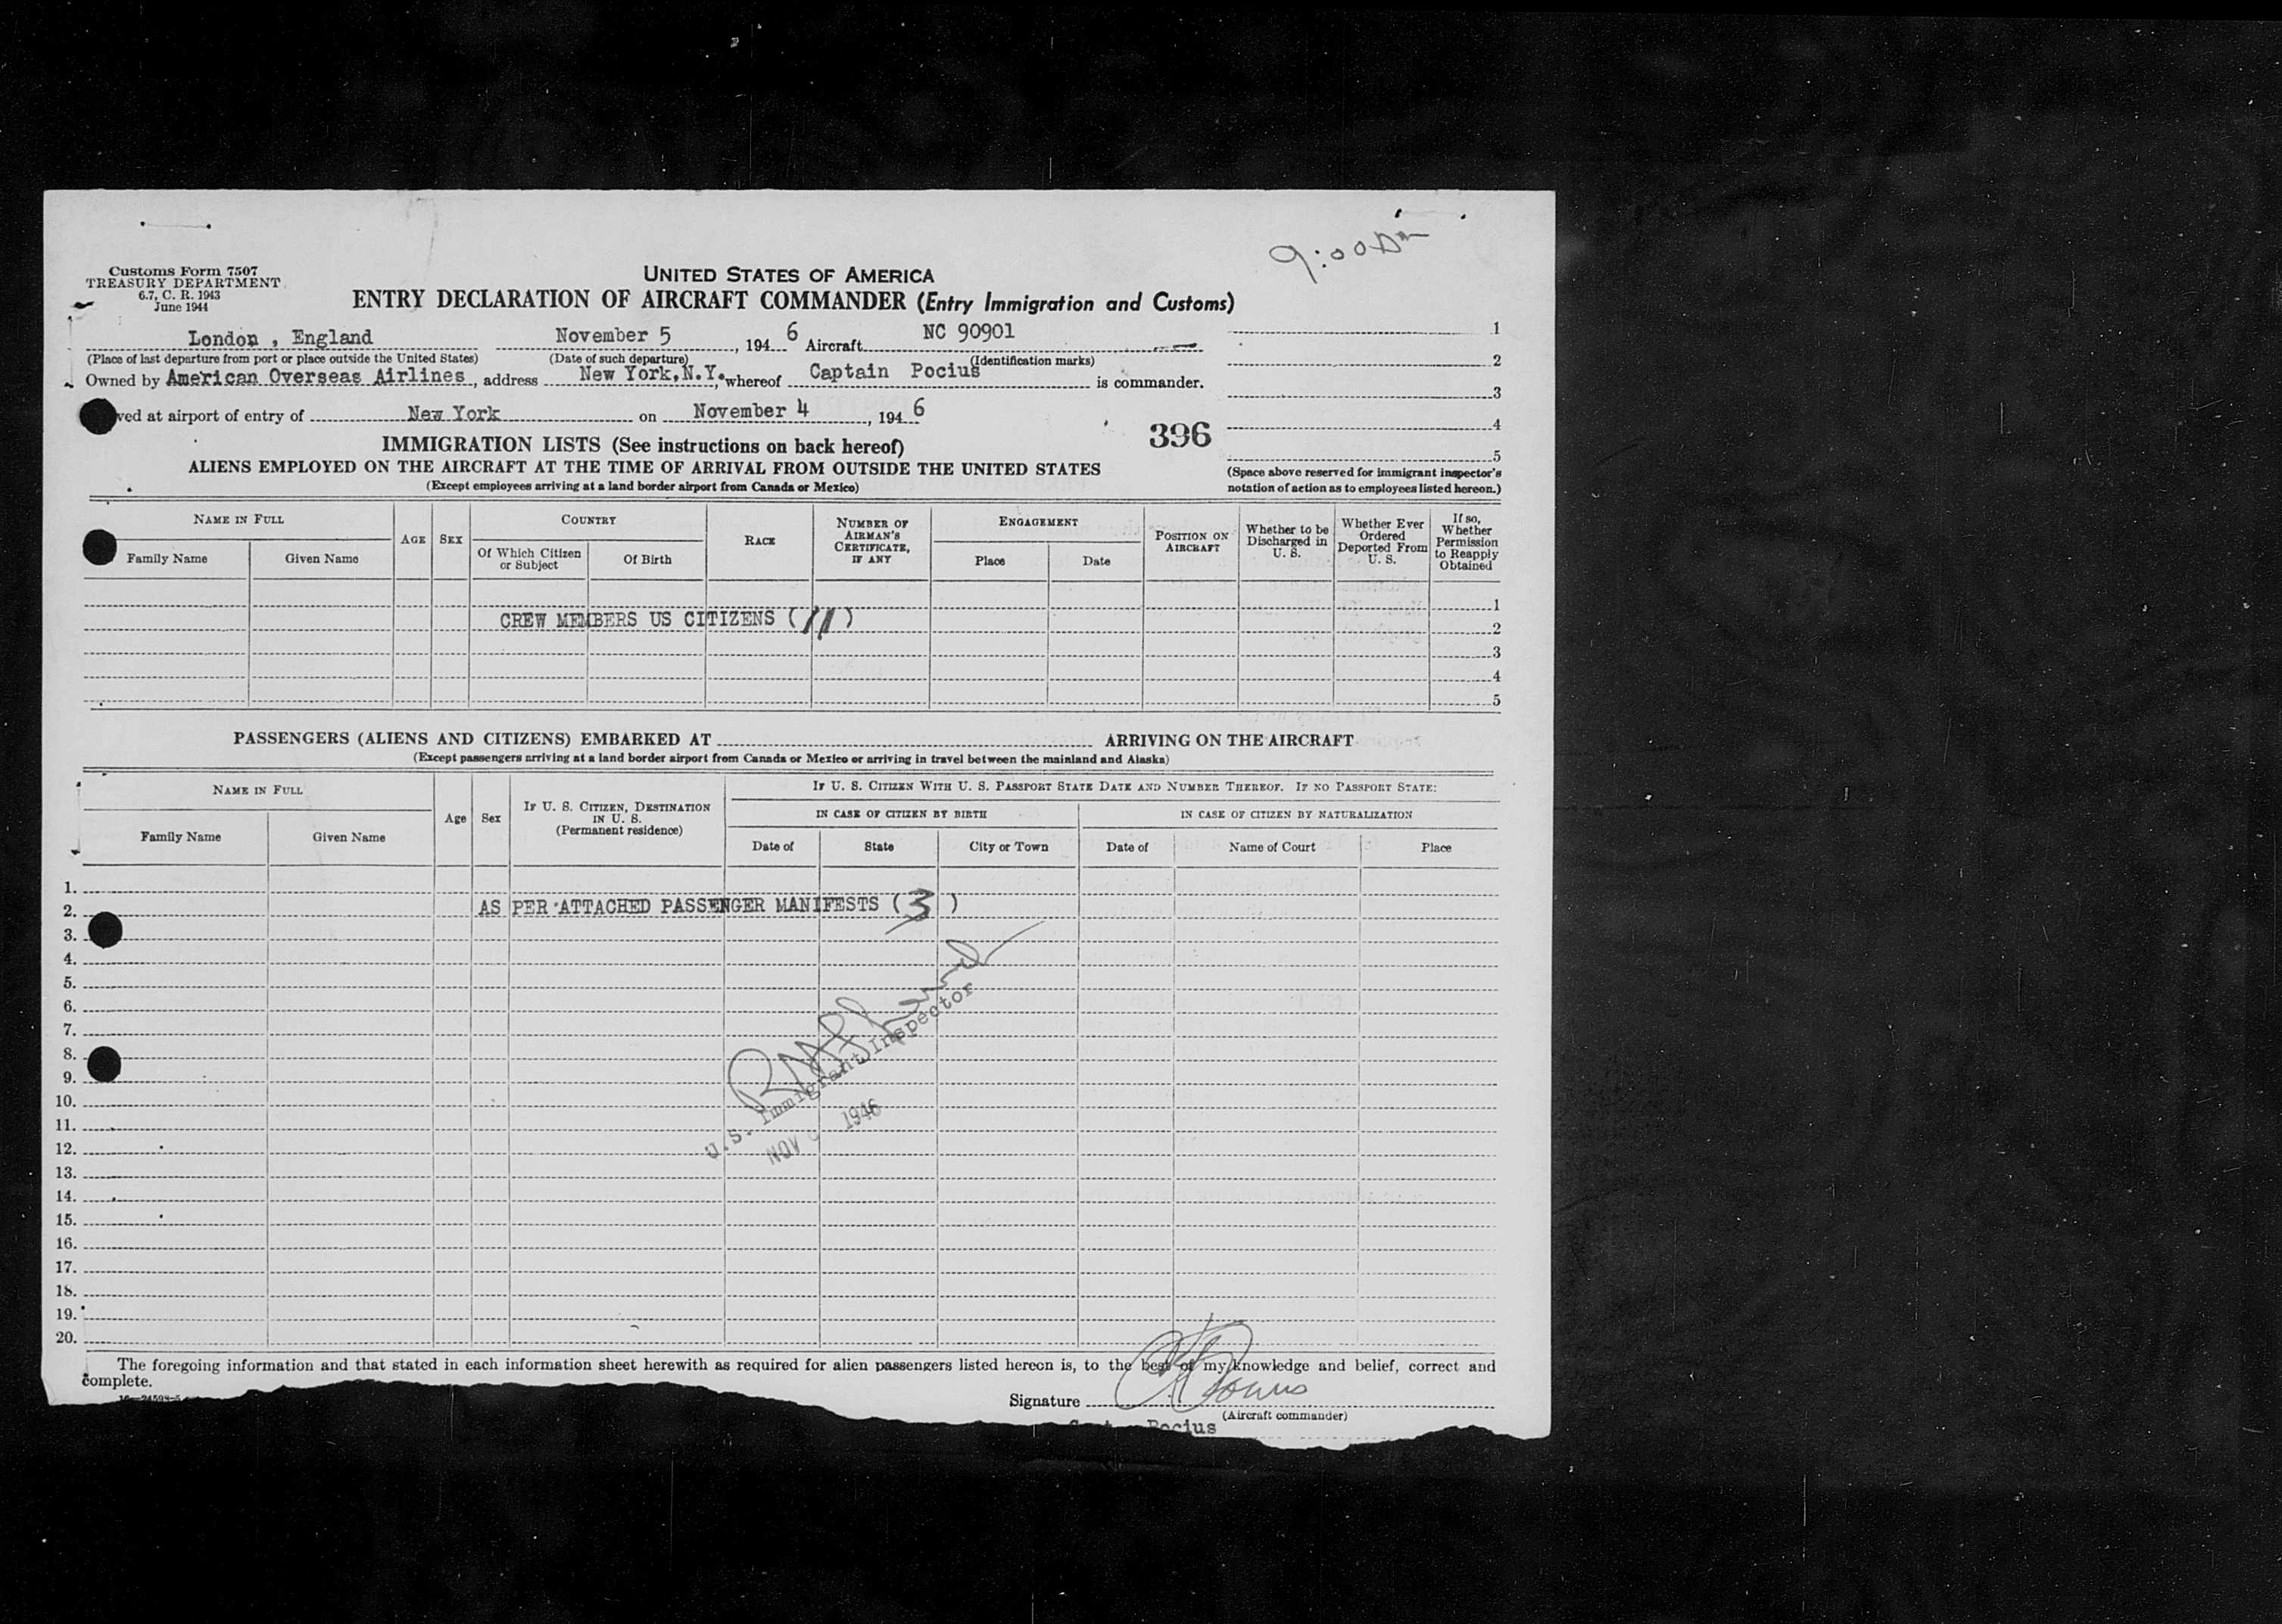 9:00
Customs Form 7507
TREASURY DEPARTMENT
6.7, C. R. 1943
June 1944
UNITED STATES OF AMERICA
ENTRY DECLARATION OF AIRCRAFT COMMANDER (Entry Immigration and Customs)
London , England November 5, 1946 Aircraft NC 90901
(Place of last departure from port or place outside the United States) (Date of such departure) (Identification marks)
Owned by American Overseas Airlines, address New York,N.Y. whereof Captain Pocius is commander.
ved at airport of entry of New York on November 4, 1946
1
2
3
4
5
396
(Space above reserved for immigrant inspector's
notation of action as to employees listed hereon.)
IMMIGRATION LISTS (See instructions on back hereof)
ALIENS EMPLOYED ON THE AIRCRAFT AT THE TIME OF ARRIVAL FROM OUTSIDE THE UNITED STATES
(Except employees arriving at a land border airport from Canada or Mexico)
NAME IN FULL
Family Name Given Name
AGE
SEX
COUNTRY
Of Which Citizen or Subject
Of Birth
RACE
NUMBER OF AIRMAN'S CERTIFICATE, IF ANY
ENGAGEMENT
Place Date
POSITION ON AIRCRAFT
Whether to be Discharged in U. S.
Whether Ever Ordered Deported From U. S.
If so, Whether Permission to Reapply Obtained
1
CREW MEMBERS US CITIZENS (11) 2
3
4
5
PASSENGERS (ALIENS AND CITIZENS) EMBARKED AT ARRIVING ON THE AIRCRAFT
(Except passengers arriving at a land border airport from Canada or Mexico or arriving in travel between the mainland and Alaska)
NAME IN FULL
Family Name Given Name
Age
Sex
IF U. S. CITIZEN, DESTINATION IN U. S. (Permanent residence)
IF U. S. CITIZEN WITH U. S. PASSPORT STATE DATE AND NUMBER THEREOF. IF NO PASSPORT STATE:
IN CASE OF CITIZEN BY BIRTH
Date of State City or Town
IN CASE OF CITIZEN BY NATURALIZATION
Date of Name of Court Place
1.
2. AS PER ATTACHED PASSENGER MANIFESTS (3)
3.
4.
5.
6.
7.
8.
9.
10.
11.
12.
13.
14.
15.
16.
17.
18.
19.
20.
U.S. Immigrant Inspector
NOV 1946
The foregoing information and that stated in each information sheet herewith as required for alien passengers listed hereon is, to the best of my knowledge and belief, correct and
complete.
Signature
(Aircraft commander)
Pocius